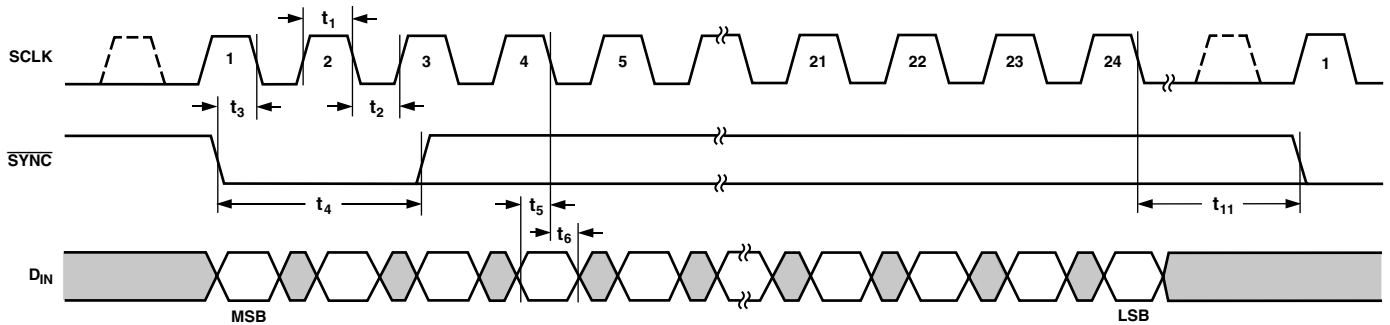 t1
SCLK
1 2 3 4 5 21 22 23 24 1
t3 t2
SYNC
t4 t5 t11
t6
DIN
MSB LSB